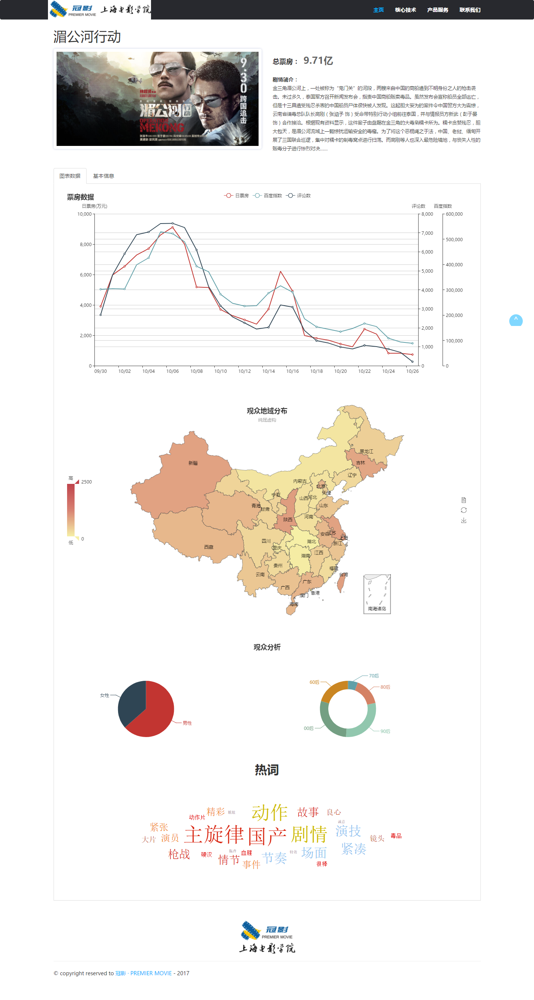 冠影
PREMIER MOVIE
上海电影学院
主页 核心技术 产品服务 联系我们
湄公河行动
9.30 跨国追击
林超贤
A DANTE LAM FILM
湄公河行动
OPERATION
MEKONG
总票房： 9.71亿
剧情简介：
金三角湄公河上，一处被称为“鬼门关”的河段，两艘来自中国的商船遭到不明身份之人的枪击袭
击。未过多久，泰国军方召开新闻发布会，指责中国商船贩卖毒品。虽然发布会宣称船员全部逃亡，
但是十三具遭受残忍杀害的中国船员尸体很快被人发现。这起胆大妄为的案件令中国警方大为震惊，
云南省缉毒总队队长高刚（张涵予 饰）受命带特别行动小组前往泰国，并与情报员方新武（彭于晏
饰）合作接洽。根据现有资料显示，这件案子由盘踞在金三角的大毒枭糯卡所为。糯卡贪婪残忍，胆
大包天，是湄公河流域上一颗惊扰运输安全的毒瘤。为了将这个恶棍绳之于法，中国、老挝、缅甸开
展了三国联合巡逻，集中对糯卡的制毒窝点进行扫荡。而高刚等人也深入最危险境地，与丧失人性的
贩毒分子进行惨烈对决……
图表数据 基本信息
票房数据
日票房 百度指数 评论数
日票房(万元) 评论数 百度指数
10,000
8,000
6,000
4,000
2,000
0
8,000
7,000
6,000
5,000
4,000
3,000
2,000
1,000
0
600,000
500,000
400,000
300,000
200,000
100,000
0
09/30 10/02 10/04 10/06 10/08 10/10 10/12 10/14 10/16 10/18 10/20 10/22 10/24 10/26
^
观众地域分布
纯属虚构
高
2500
0
低
黑龙江
新疆
吉林
辽宁
内蒙古
北京
天津
宁夏
山西
河北
青海
甘肃
山东
陕西
河南
安徽
江苏
上海
四川
湖北
浙江
西藏
重庆
江西
湖南
贵州
福建
云南
台湾
广东
广西
香港
澳门
海南
南海诸岛
观众分析
女性
男性
60后
70后
80后
00后
90后
热词
动作
精彩
尴尬
故事
良心
动作片
诚意
紧张
主旋律
国产
剧情
演技
大片
演员
镜头
毒品
枪战
硬汉
拖沓
血腥
情节
节奏
特效
场面
紧凑
事件
很棒
冠影
PREMIER MOVIE
上海电影学院
© copyright reserved to 冠影 · PREMIER MOVIE - 2017